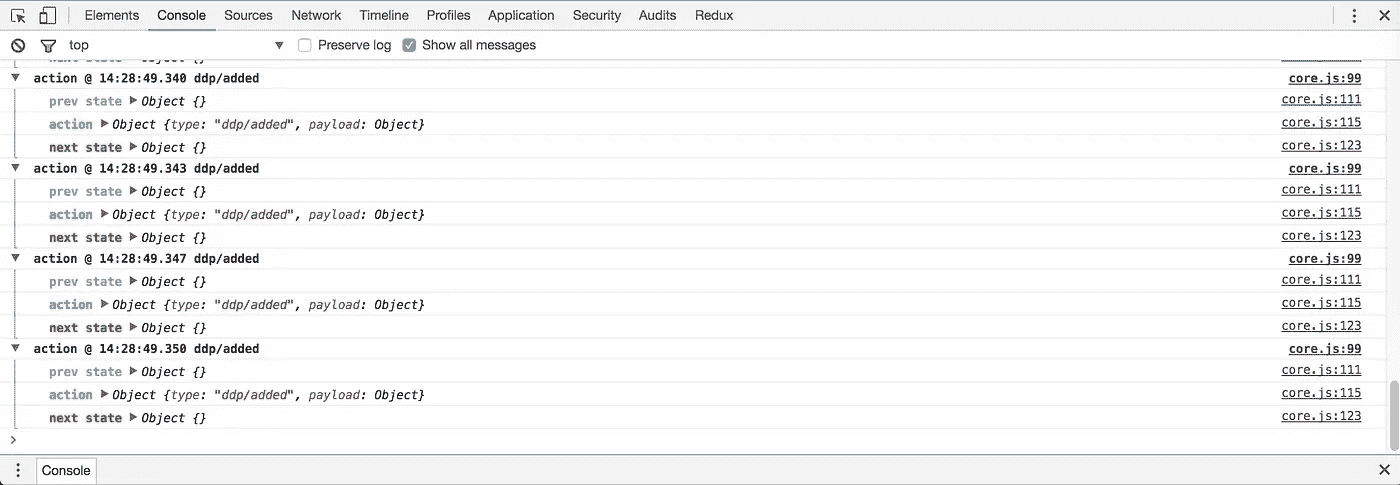 Elements Console Sources Network Timeline Profiles Application Security Audits Redux
top Preserve log Show all messages
action @ 14:28:49.340 ddp/added core.js:99
prev state Object {} core.js:111
action Object {type: "ddp/added", payload: Object} core.js:115
next state Object {} core.js:123
action @ 14:28:49.343 ddp/added core.js:99
prev state Object {} core.js:111
action Object {type: "ddp/added", payload: Object} core.js:115
next state Object {} core.js:123
action @ 14:28:49.347 ddp/added core.js:99
prev state Object {} core.js:111
action Object {type: "ddp/added", payload: Object} core.js:115
next state Object {} core.js:123
action @ 14:28:49.350 ddp/added core.js:99
prev state Object {} core.js:111
action Object {type: "ddp/added", payload: Object} core.js:115
next state Object {} core.js:123
Console